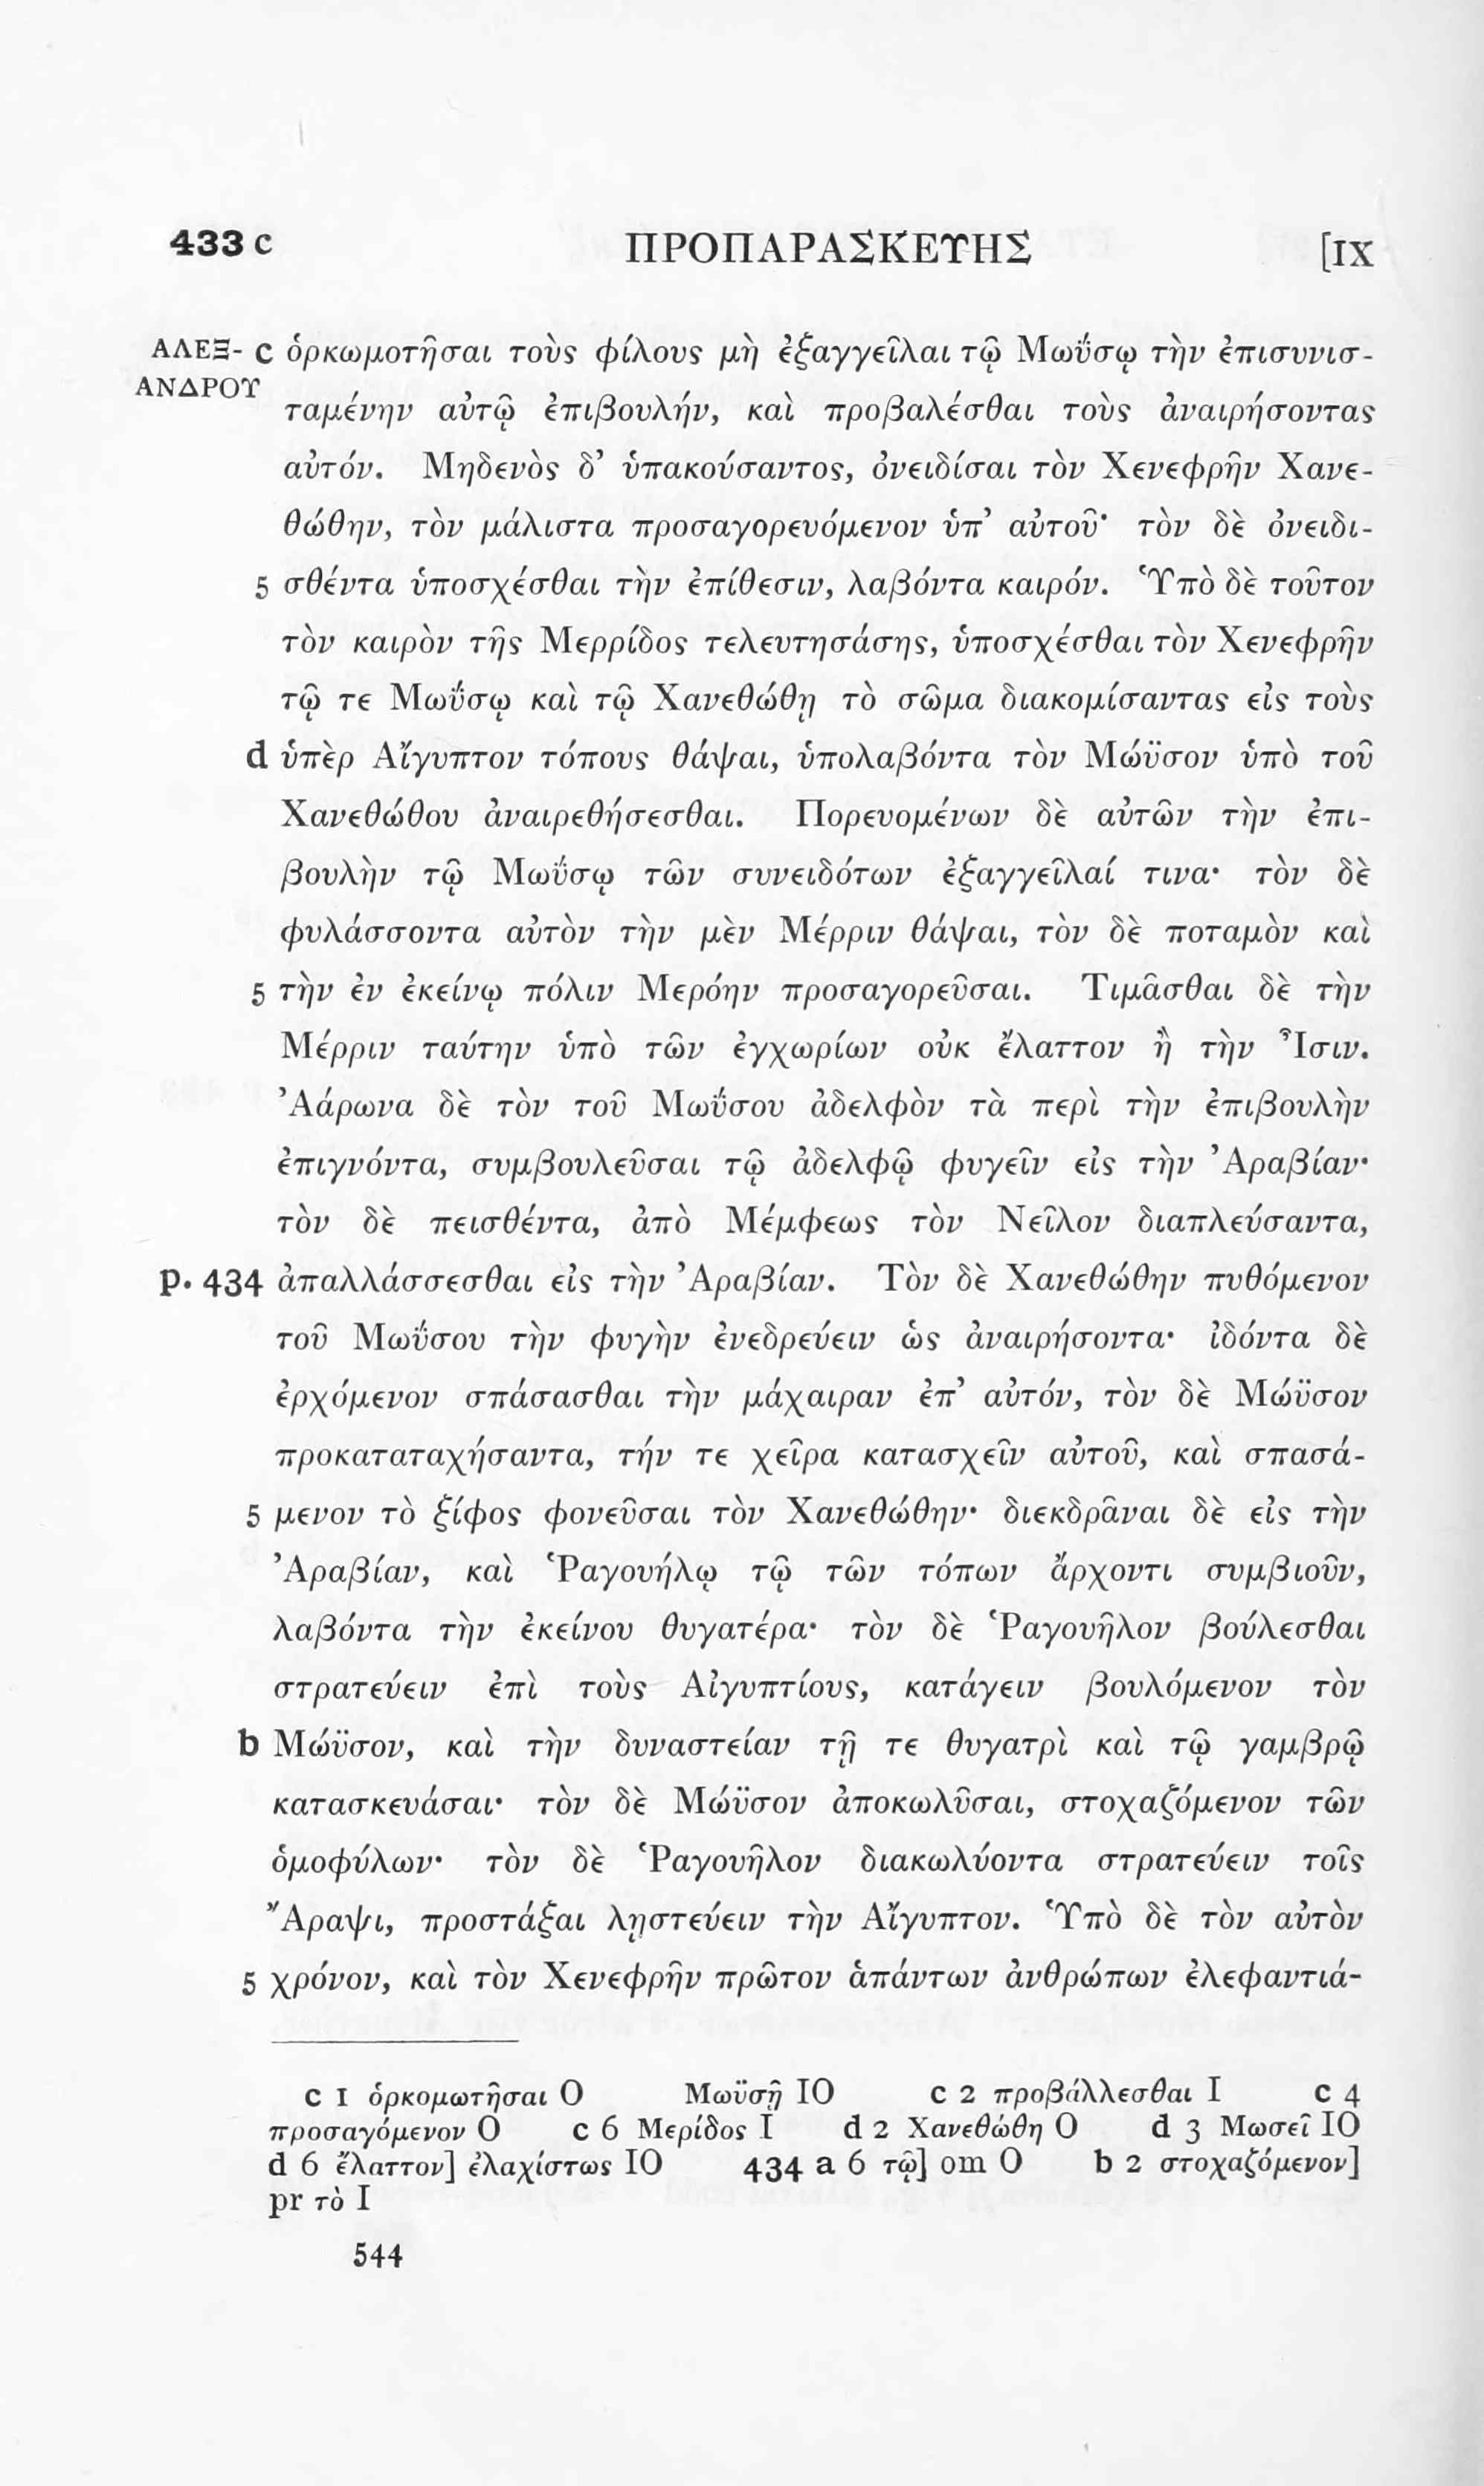 433 c ΠΡΟΠΑΡΑΣΚΕΥΗΣ [IX
ΑΛΕΞ- c ὁρκωμοτῆσαι τοὺς φίλους μὴ ἐξαγγεῖλαι τῷ Μωΰσῳ τὴν ἐπισυνισ-
ΑΝΔΡΟΥ ταμένην αὐτῷ ἐπιβουλήν, καὶ προβαλέσθαι τοὺς ἀναιρήσοντας
αὐτόν. Μηδενὸς δ’ ὑπακούσαντος, ὀνειδίσαι τὸν Χενεφρῆν Χανε-
θώθην, τὸν μάλιστα προσαγορευόμενον ὑπ’ αὐτοῦ· τὸν δὲ ὀνειδι-
5 σθέντα ὑποσχέσθαι τὴν ἐπίθεσιν, λαβόντα καιρόν. Ὑπὸ δὲ τοῦτον
τὸν καιρὸν τῆς Μερρίδος τελευτησάσης, ὑποσχέσθαι τὸν Χενεφρῆν
τῷ τε Μωΰσῳ καὶ τῷ Χανεθώθῃ τὸ σῶμα διακομίσαντας εἰς τοὺς
d ὑπὲρ Αἴγυπτον τόπους θάψαι, ὑπολαβόντα τὸν Μώϋσον ὑπὸ τοῦ
Χανεθώθου ἀναιρεθήσεσθαι. Πορευομένων δὲ αὐτῶν τὴν ἐπι-
βουλὴν τῷ Μωΰσῳ τῶν συνειδότων ἐξαγγεῖλαί τινα· τὸν δὲ
φυλάσσοντα αὐτὸν τὴν μὲν Μέρριν θάψαι, τὸν δὲ ποταμὸν καὶ
5 τὴν ἐν ἐκείνῳ πόλιν Μερόην προσαγορεῦσαι. Τιμᾶσθαι δὲ τὴν
Μέρριν ταύτην ὑπὸ τῶν ἐγχωρίων οὐκ ἔλαττον ἢ τὴν Ἶσιν.
Ἀάρωνα δὲ τὸν τοῦ Μωΰσου ἀδελφὸν τὰ περὶ τὴν ἐπιβουλὴν
ἐπιγνόντα, συμβουλεῦσαι τῷ ἀδελφῷ φυγεῖν εἰς τὴν Ἀραβίαν·
τὸν δὲ πεισθέντα, ἀπὸ Μέμφεως τὸν Νεῖλον διαπλεύσαντα,
p. 434 ἀπαλλάσσεσθαι εἰς τὴν Ἀραβίαν. Τὸν δὲ Χανεθώθην πυθόμενον
τοῦ Μωΰσου τὴν φυγὴν ἐνεδρεύειν ὡς ἀναιρήσοντα· ἰδόντα δὲ
ἐρχόμενον σπάσασθαι τὴν μάχαιραν ἐπ’ αὐτόν, τὸν δὲ Μώϋσον
προκαταταχήσαντα, τήν τε χεῖρα κατασχεῖν αὐτοῦ, καὶ σπασά-
5 μενον τὸ ξίφος φονεῦσαι τὸν Χανεθώθην· διεκδρᾶναι δὲ εἰς τὴν
Ἀραβίαν, καὶ Ῥαγουήλῳ τῷ τῶν τόπων ἄρχοντι συμβιοῦν,
λαβόντα τὴν ἐκείνου θυγατέρα· τὸν δὲ Ῥαγουῆλον βούλεσθαι
στρατεύειν ἐπὶ τοὺς Αἰγυπτίους, κατάγειν βουλόμενον τὸν
b Μώϋσον, καὶ τὴν δυναστείαν τῇ τε θυγατρὶ καὶ τῷ γαμβρῷ
κατασκευάσαι· τὸν δὲ Μώϋσον ἀποκωλῦσαι, στοχαζόμενον τῶν
ὁμοφύλων· τὸν δὲ Ῥαγουῆλον διακωλύοντα στρατεύειν τοῖς
Ἄραψι, προστάξαι λῃστεύειν τὴν Αἴγυπτον. Ὑπὸ δὲ τὸν αὐτὸν
5 χρόνον, καὶ τὸν Χενεφρῆν πρῶτον ἁπάντων ἀνθρώπων ἐλεφαντιά-
c 1 ὁρκομωτῆσαι O Μωϋσῇ IO c 2 προβάλλεσθαι I c 4
προσαγόμενον O c 6 Μερίδος I d 2 Χανεθώθη O d 3 Μωσεῖ IO
d 6 ἔλαττον] ἐλαχίστως IO 434 a 6 τῷ] om O b 2 στοχαζόμενον]
pr τὸ I
544